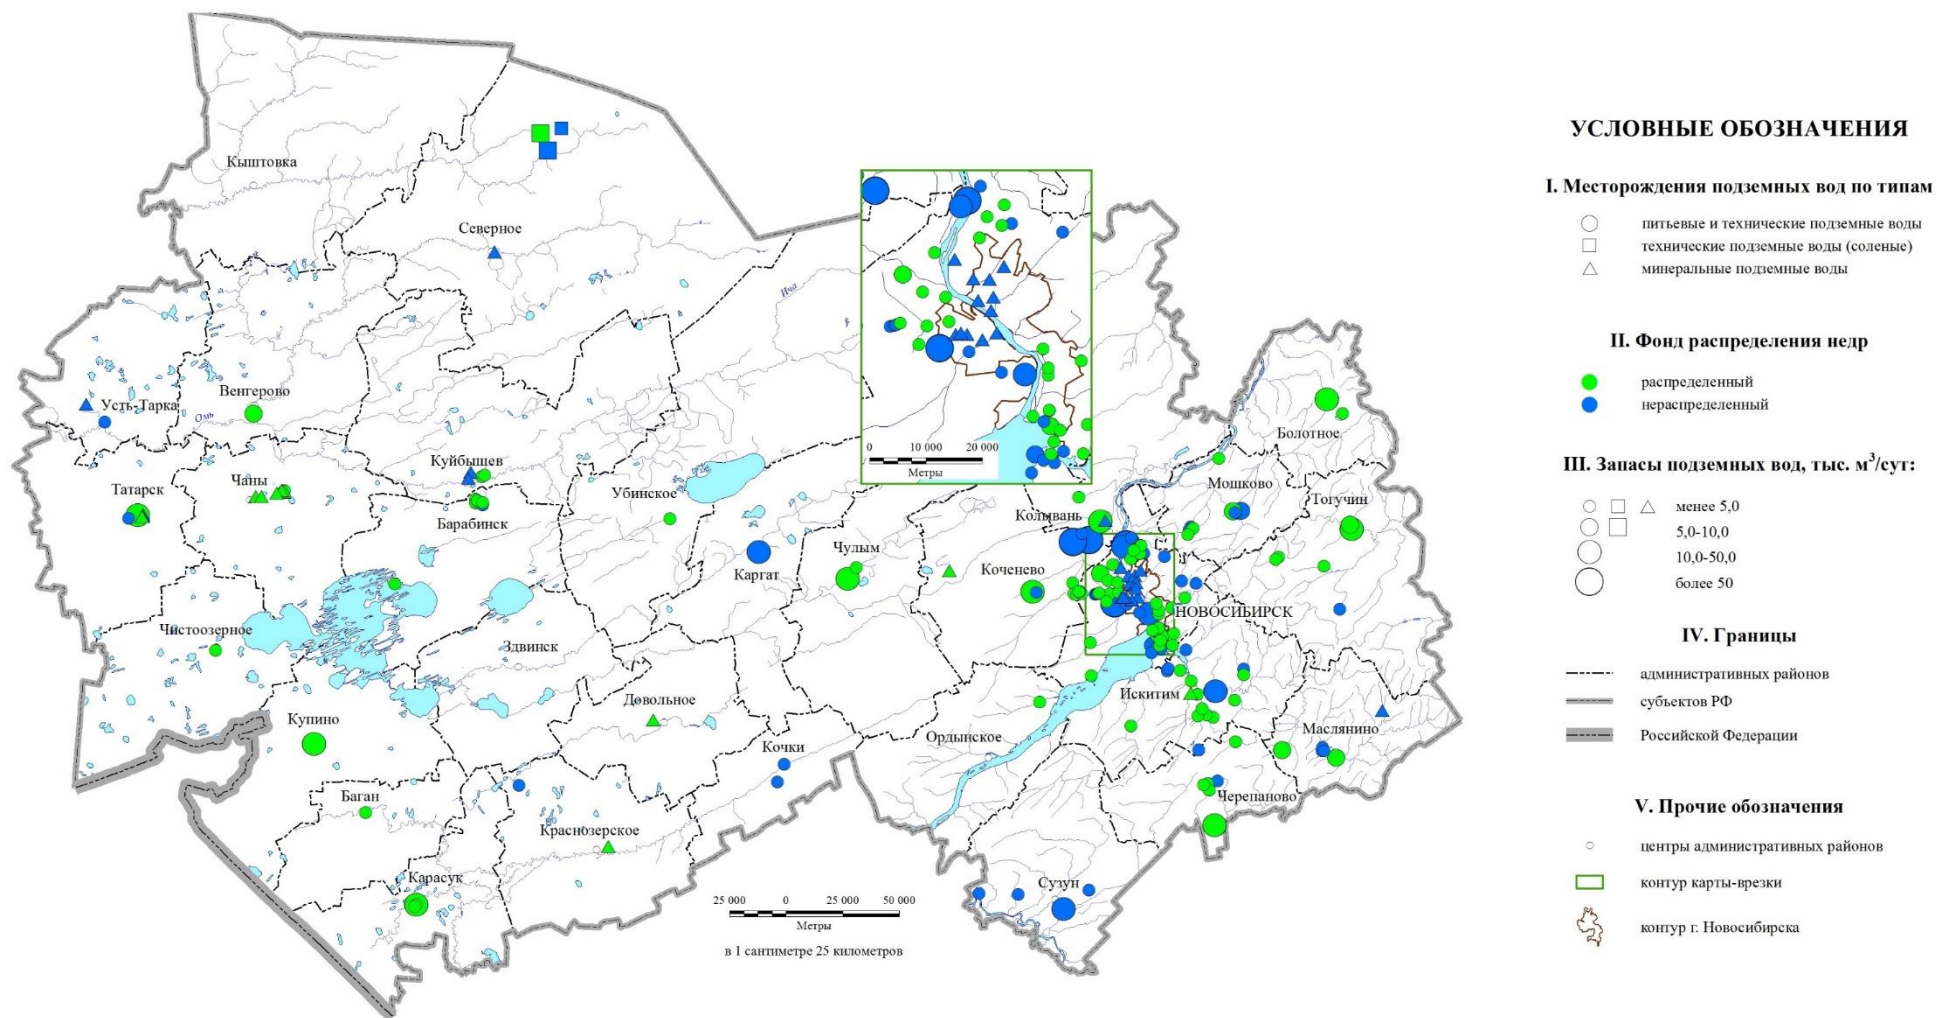 Кыштовка
Северное
Ича
Усть-Тарка
Венгерово
Омь
Куйбышев
Татарск
Чаны
Барабинск
Убинское
Каргат
Чулым
Коченево
Колывань
0 10 000 20 000
Метры
Болотное
Мошково
Тогучин
НОВОСИБИРСК
Чистоозерное
Здвинск
Купино
Довольное
Кочки
Ордынское
Искитим
Маслянино
Черепаново
Баган
Краснозерское
Карасук
Сузун
25 000 0 25 000 50 000
Метры
в 1 сантиметре 25 километров
УСЛОВНЫЕ ОБОЗНАЧЕНИЯ
I. Месторождения подземных вод по типам
питьевые и технические подземные воды
технические подземные воды (соленые)
минеральные подземные воды
II. Фонд распределения недр
распределенный
нераспределенный
III. Запасы подземных вод, тыс. м³/сут:
менее 5,0
5,0-10,0
10,0-50,0
более 50
IV. Границы
административных районов
субъектов РФ
Российской Федерации
V. Прочие обозначения
центры административных районов
контур карты-врезки
контур г. Новосибирска